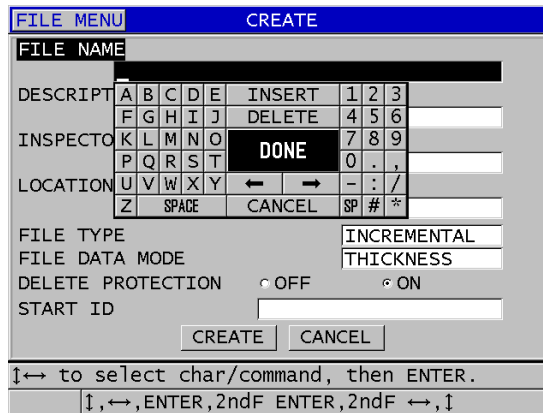 FILE MENU CREATE
FILE NAME
DESCRIPT
A B C D E INSERT 1 2 3
F G H I J DELETE 4 5 6
INSPECTO
K L M N O DONE 7 8 9
P Q R S T 0 . ,
LOCATION
U V W X Y ← → - : /
Z SPACE CANCEL SP # *
FILE TYPE INCREMENTAL
FILE DATA MODE THICKNESS
DELETE PROTECTION OFF ON
START ID
CREATE CANCEL
↕↔ to select char/command, then ENTER.
↕,↔,ENTER,2ndF ENTER,2ndF ↔,↕